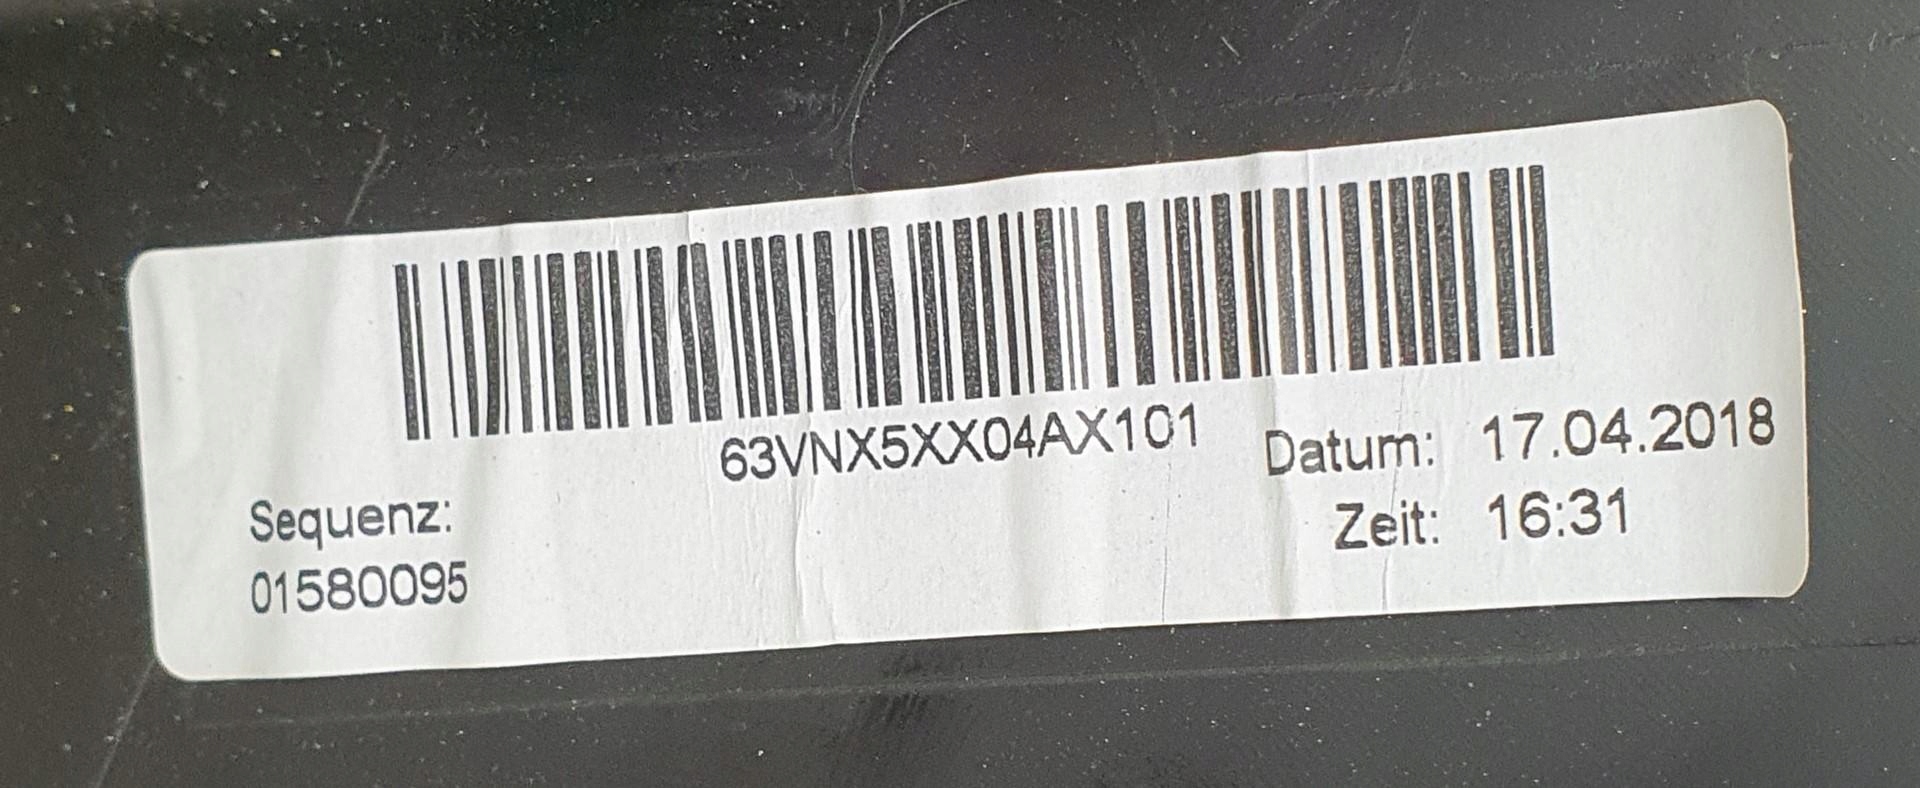 63VNX5XX04AX101
Datum: 17.04.2018
Zeit: 16:31
Sequenz:
01580095